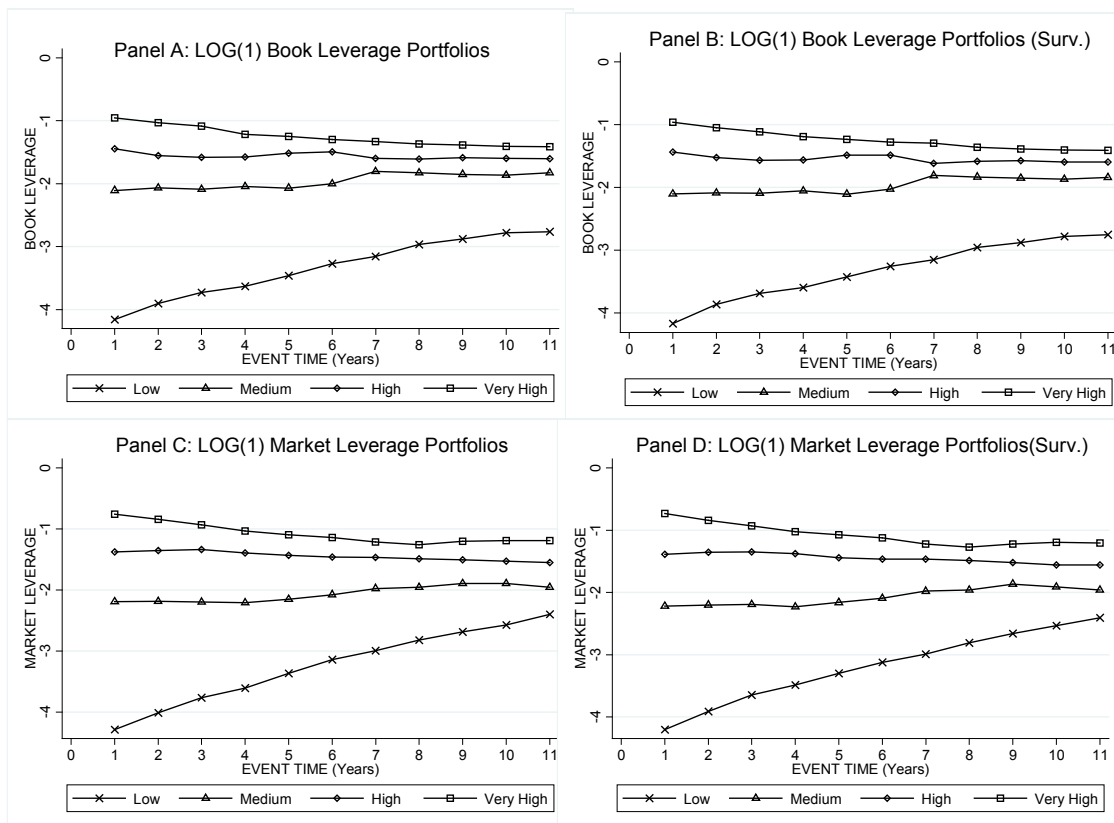 Panel A: LOG(1) Book Leverage Portfolios
BOOK LEVERAGE
0
-1
-2
-3
-4
0 1 2 3 4 5 6 7 8 9 10 11
EVENT TIME (Years)
Low Medium High Very High
Panel B: LOG(1) Book Leverage Portfolios (Surv.)
BOOK LEVERAGE
0
-1
-2
-3
-4
0 1 2 3 4 5 6 7 8 9 10 11
EVENT TIME (Years)
Low Medium High Very High
Panel C: LOG(1) Market Leverage Portfolios
MARKET LEVERAGE
0
-1
-2
-3
-4
0 1 2 3 4 5 6 7 8 9 10 11
EVENT TIME (Years)
Low Medium High Very High
Panel D: LOG(1) Market Leverage Portfolios(Surv.)
MARKET LEVERAGE
0
-1
-2
-3
-4
0 1 2 3 4 5 6 7 8 9 10 11
EVENT TIME (Years)
Low Medium High Very High